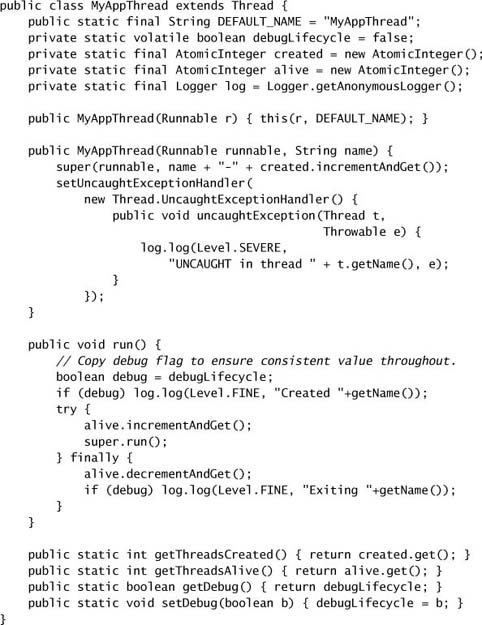 public class MyAppThread extends Thread {
    public static final String DEFAULT_NAME = "MyAppThread";
    private static volatile boolean debugLifecycle = false;
    private static final AtomicInteger created = new AtomicInteger();
    private static final AtomicInteger alive = new AtomicInteger();
    private static final Logger log = Logger.getAnonymousLogger();

    public MyAppThread(Runnable r) { this(r, DEFAULT_NAME); }

    public MyAppThread(Runnable runnable, String name) {
        super(runnable, name + "-" + created.incrementAndGet());
        setUncaughtExceptionHandler(
            new Thread.UncaughtExceptionHandler() {
                public void uncaughtException(Thread t,
                                              Throwable e) {
                    log.log(Level.SEVERE,
                        "UNCAUGHT in thread " + t.getName(), e);
                }
            });
    }

    public void run() {
        // Copy debug flag to ensure consistent value throughout.
        boolean debug = debugLifecycle;
        if (debug) log.log(Level.FINE, "Created "+getName());
        try {
            alive.incrementAndGet();
            super.run();
        } finally {
            alive.decrementAndGet();
            if (debug) log.log(Level.FINE, "Exiting "+getName());
        }
    }

    public static int getThreadsCreated() { return created.get(); }
    public static int getThreadsAlive() { return alive.get(); }
    public static boolean getDebug() { return debugLifecycle; }
    public static void setDebug(boolean b) { debugLifecycle = b; }
}